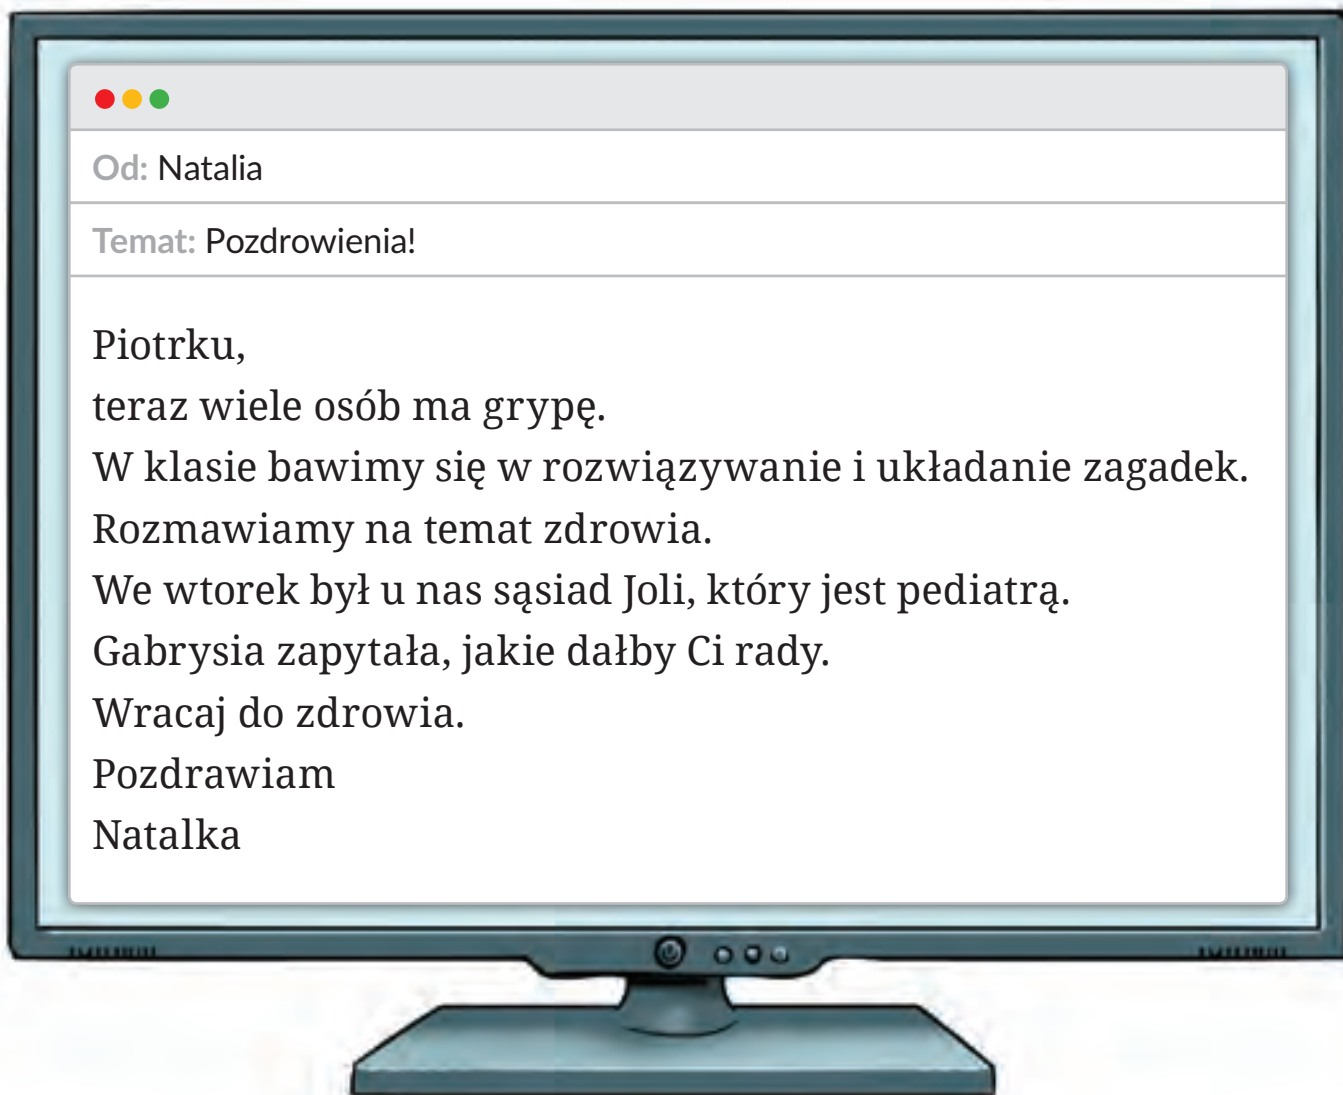 Od: Natalia
Temat: Pozdrowienia!
Piotrku,
teraz wiele osób ma grypę.
W klasie bawimy się w rozwiązywanie i układanie zagadek.
Rozmawiamy na temat zdrowia.
We wtorek był u nas sąsiad Joli, który jest pediatrą.
Gabrysia zapytała, jakie dałby Ci rady.
Wracaj do zdrowia.
Pozdrawiam
Natalka